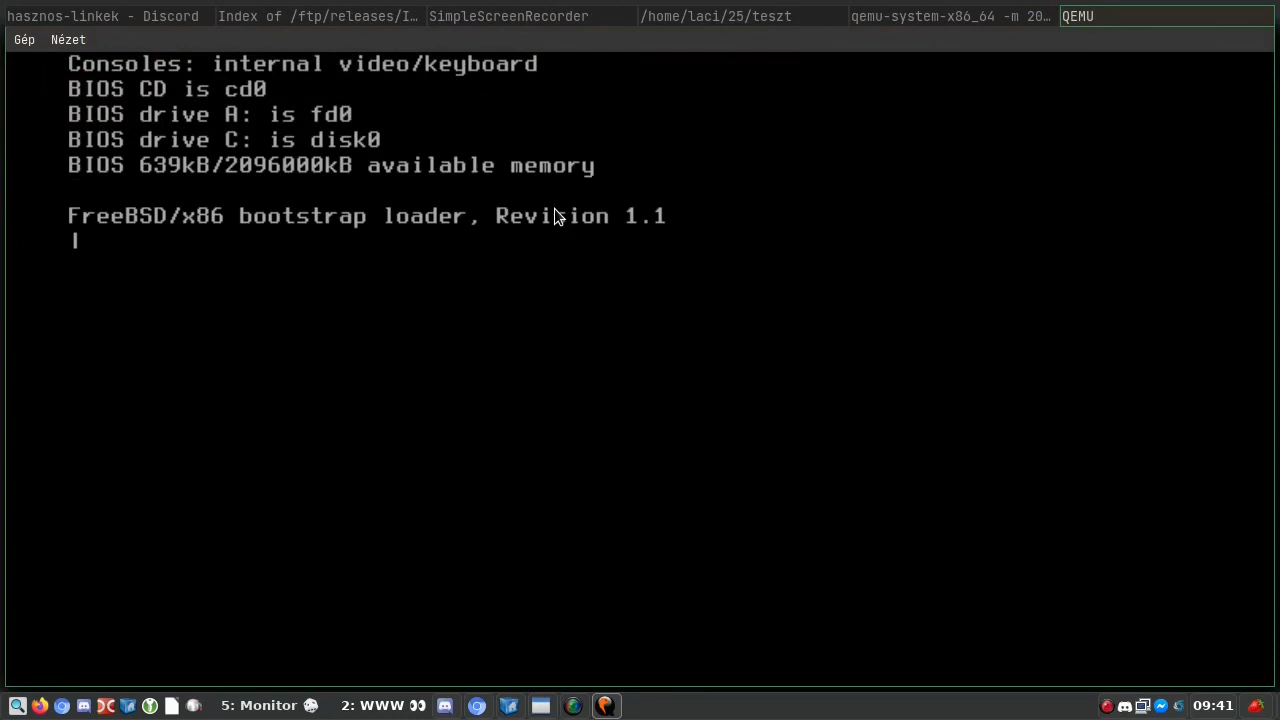 hasznos-linkek - Discord
Index of /ftp/releases/I…
SimpleScreenRecorder
/home/laci/25/teszt
qemu-system-x86_64 -m 20…
QEMU
Gép Nézet
Consoles: internal video/keyboard
BIOS CD is cd0
BIOS drive A: is fd0
BIOS drive C: is disk0
BIOS 639kB/2096000kB available memory
FreeBSD/x86 bootstrap loader, Revision 1.1
|
5: Monitor
2: WWW
09:41